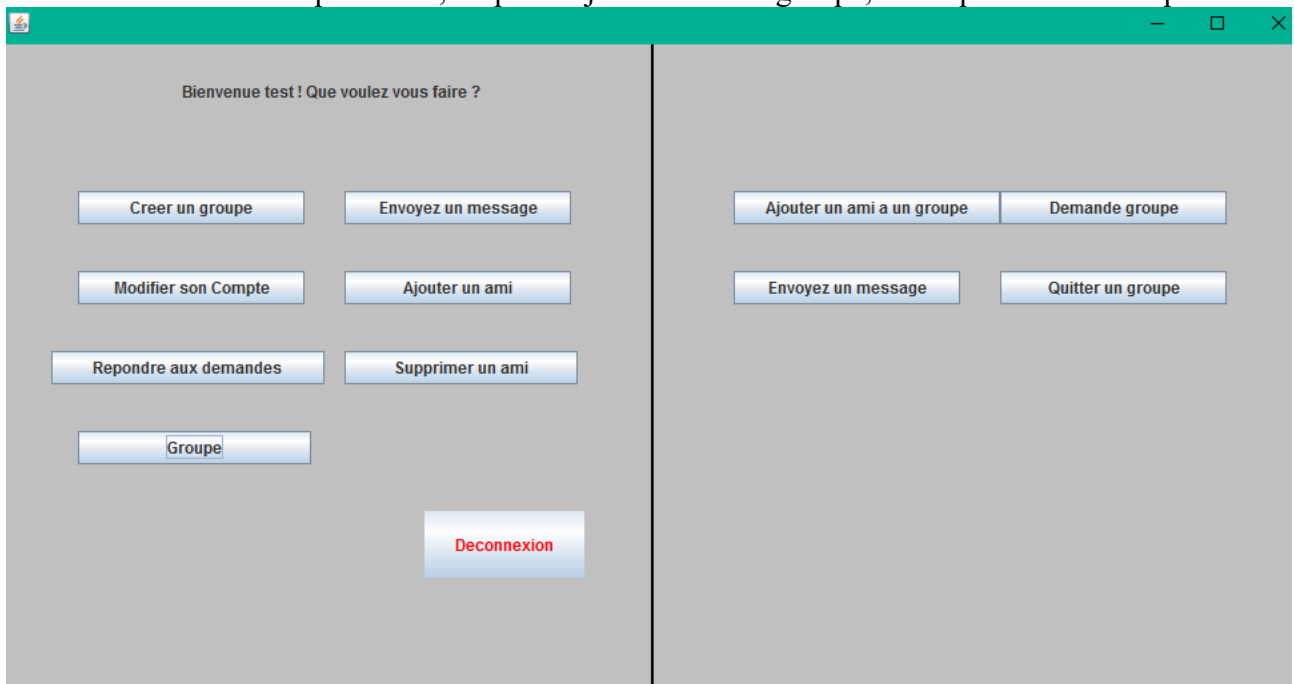 Bienvenue test ! Que voulez vous faire ?
Creer un groupe
Envoyez un message
Modifier son Compte
Ajouter un ami
Repondre aux demandes
Supprimer un ami
Groupe
Deconnexion
Ajouter un ami a un groupe
Demande groupe
Envoyez un message
Quitter un groupe